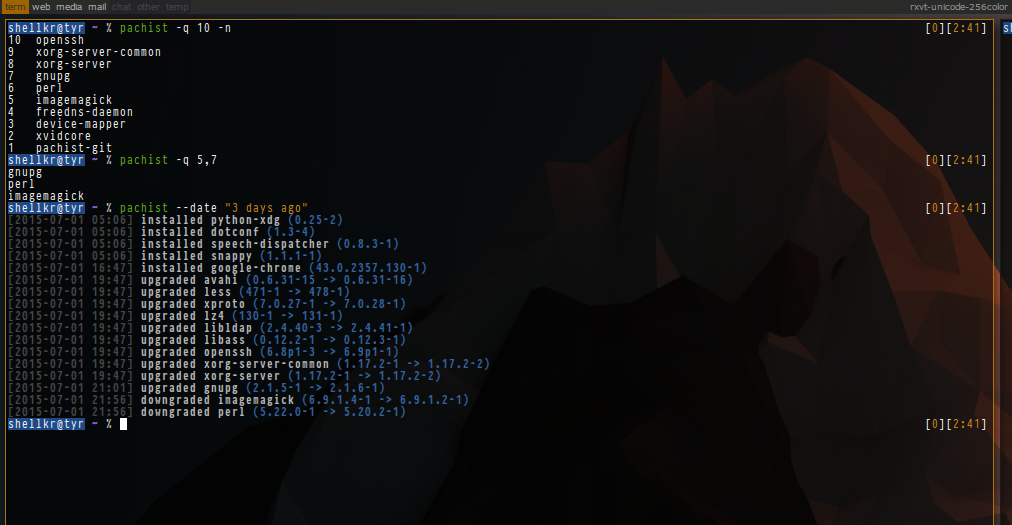 term web media mail chat other temp rxvt-unicode-256color
shellkr@tyr ~ % pachist -q 10 -n [0][2:41]
10 openssh
9 xorg-server-common
8 xorg-server
7 gnupg
6 perl
5 imagemagick
4 freedns-daemon
3 device-mapper
2 xvidcore
1 pachist-git
shellkr@tyr ~ % pachist -q 5,7 [0][2:41]
gnupg
perl
imagemagick
shellkr@tyr ~ % pachist --date "3 days ago" [0][2:41]
[2015-07-01 05:06] installed python-xdg (0.25-2)
[2015-07-01 05:06] installed dotconf (1.3-4)
[2015-07-01 05:06] installed speech-dispatcher (0.8.3-1)
[2015-07-01 05:06] installed snappy (1.1.1-1)
[2015-07-01 16:47] installed google-chrome (43.0.2357.130-1)
[2015-07-01 19:47] upgraded avahi (0.6.31-15 -> 0.6.31-16)
[2015-07-01 19:47] upgraded less (471-1 -> 478-1)
[2015-07-01 19:47] upgraded xproto (7.0.27-1 -> 7.0.28-1)
[2015-07-01 19:47] upgraded lz4 (130-1 -> 131-1)
[2015-07-01 19:47] upgraded libldap (2.4.40-3 -> 2.4.41-1)
[2015-07-01 19:47] upgraded libass (0.12.2-1 -> 0.12.3-1)
[2015-07-01 19:47] upgraded openssh (6.8p1-3 -> 6.9p1-1)
[2015-07-01 19:47] upgraded xorg-server-common (1.17.2-1 -> 1.17.2-2)
[2015-07-01 19:47] upgraded xorg-server (1.17.2-1 -> 1.17.2-2)
[2015-07-01 21:01] upgraded gnupg (2.1.5-1 -> 2.1.6-1)
[2015-07-01 21:56] downgraded imagemagick (6.9.1.4-1 -> 6.9.1.2-1)
[2015-07-01 21:56] downgraded perl (5.22.0-1 -> 5.20.2-1)
shellkr@tyr ~ % [0][2:41]